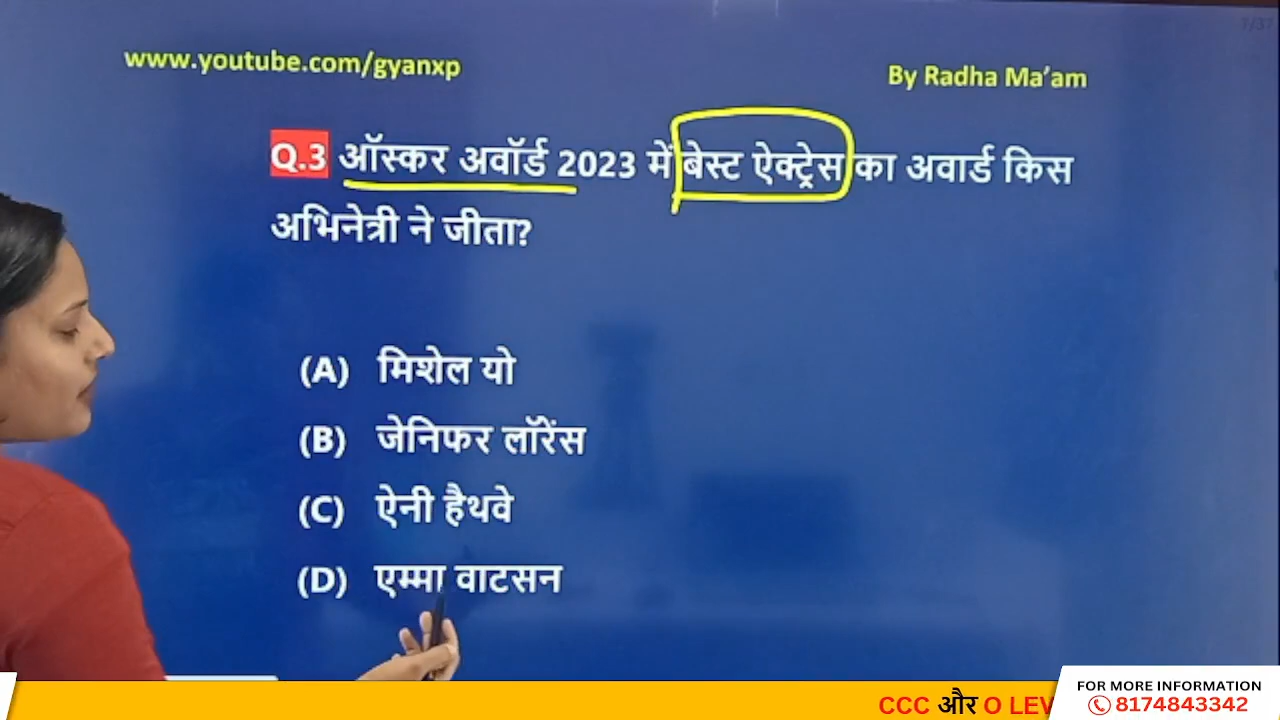 www.youtube.com/gyanxp
By Radha Ma’am
Q.3 ऑस्कर अवॉर्ड 2023 में बेस्ट ऐक्ट्रेस का अवार्ड किस
अभिनेत्री ने जीता?
(A) मिशेल यो
(B) जेनिफर लॉरेंस
(C) ऐनी हैथवे
(D) एम्मा वाटसन
CCC और O LEV
FOR MORE INFORMATION
8174843342